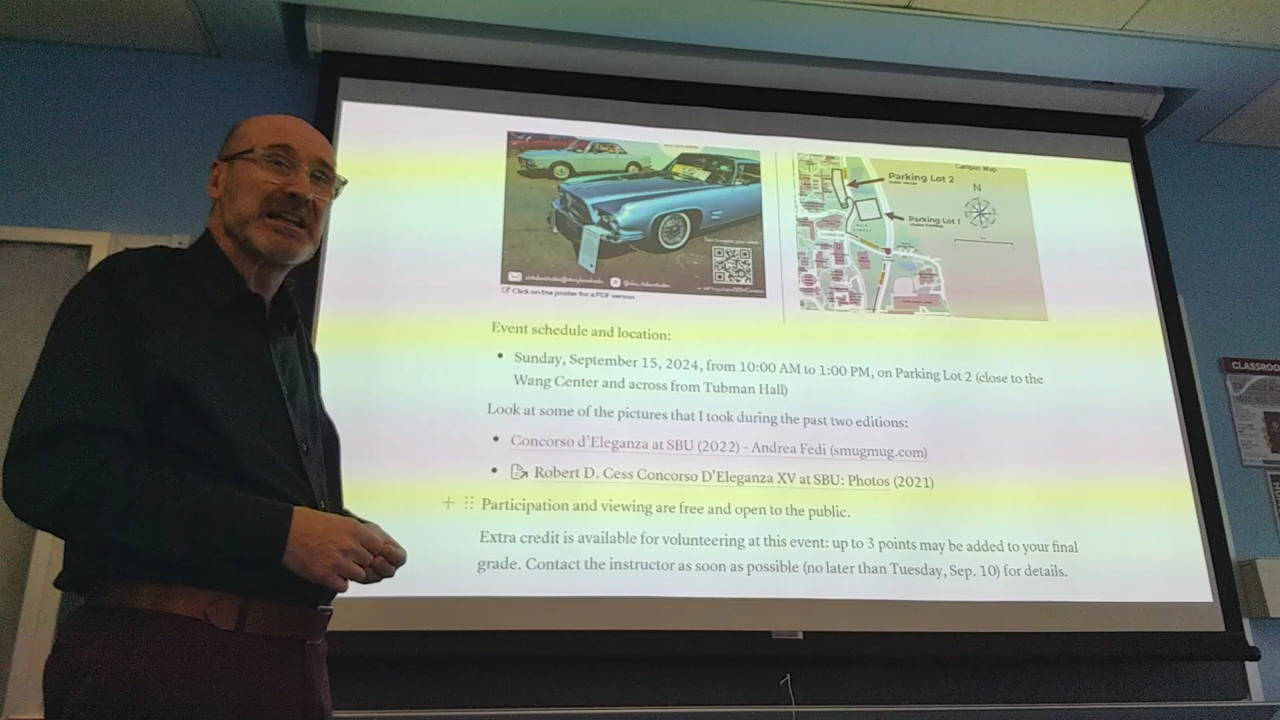 Campus Map
Parking Lot 2
N
Parking Lot 1
Click on the poster for a PDF version
Event schedule and location:
• Sunday, September 15, 2024, from 10:00 AM to 1:00 PM, on Parking Lot 2 (close to the
Wang Center and across from Tubman Hall)
Look at some of the pictures that I took during the past two editions:
• Concorso d'Eleganza at SBU (2022) - Andrea Fedi (smugmug.com)
• Robert D. Cess Concorso D'Eleganza XV at SBU: Photos (2021)
Participation and viewing are free and open to the public.
Extra credit is available for volunteering at this event: up to 3 points may be added to your final
grade. Contact the instructor as soon as possible (no later than Tuesday, Sep. 10) for details.
CLASSROO